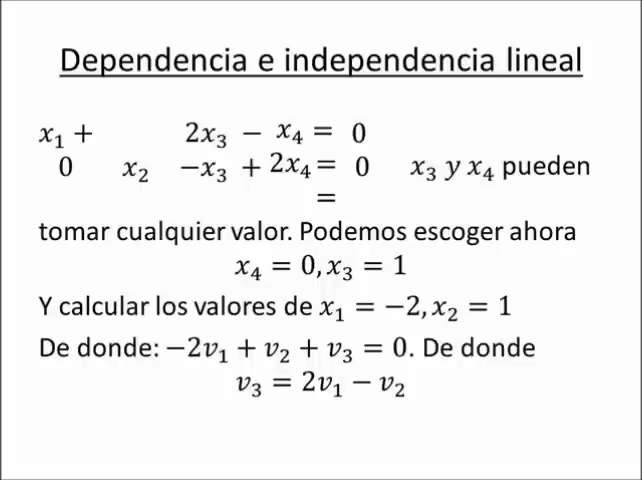 Dependencia e independencia lineal
x₁ + 2x₃ − x₄ = 0
0 x₂ −x₃ + 2x₄ = 0 x₃ y x₄ pueden
=
tomar cualquier valor. Podemos escoger ahora
x₄ = 0, x₃ = 1
Y calcular los valores de x₁ = −2, x₂ = 1
De donde: −2v₁ + v₂ + v₃ = 0. De donde
v₃ = 2v₁ − v₂